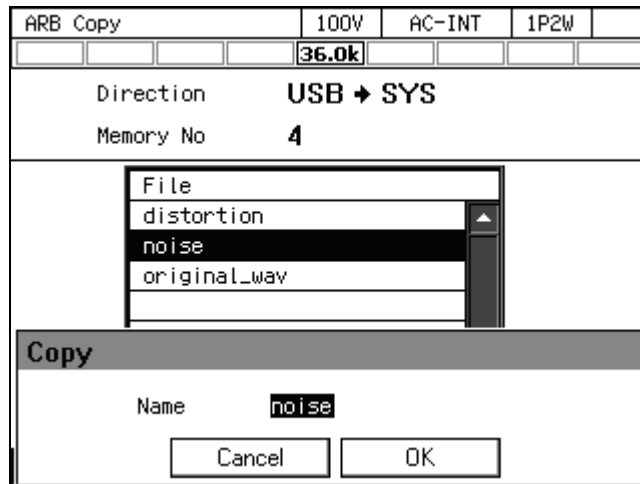 ARB Copy 100V AC-INT 1P2W
36.0k
Direction USB → SYS
Memory No 4
File
distortion
noise
original_wav
Copy
Name noise
Cancel OK